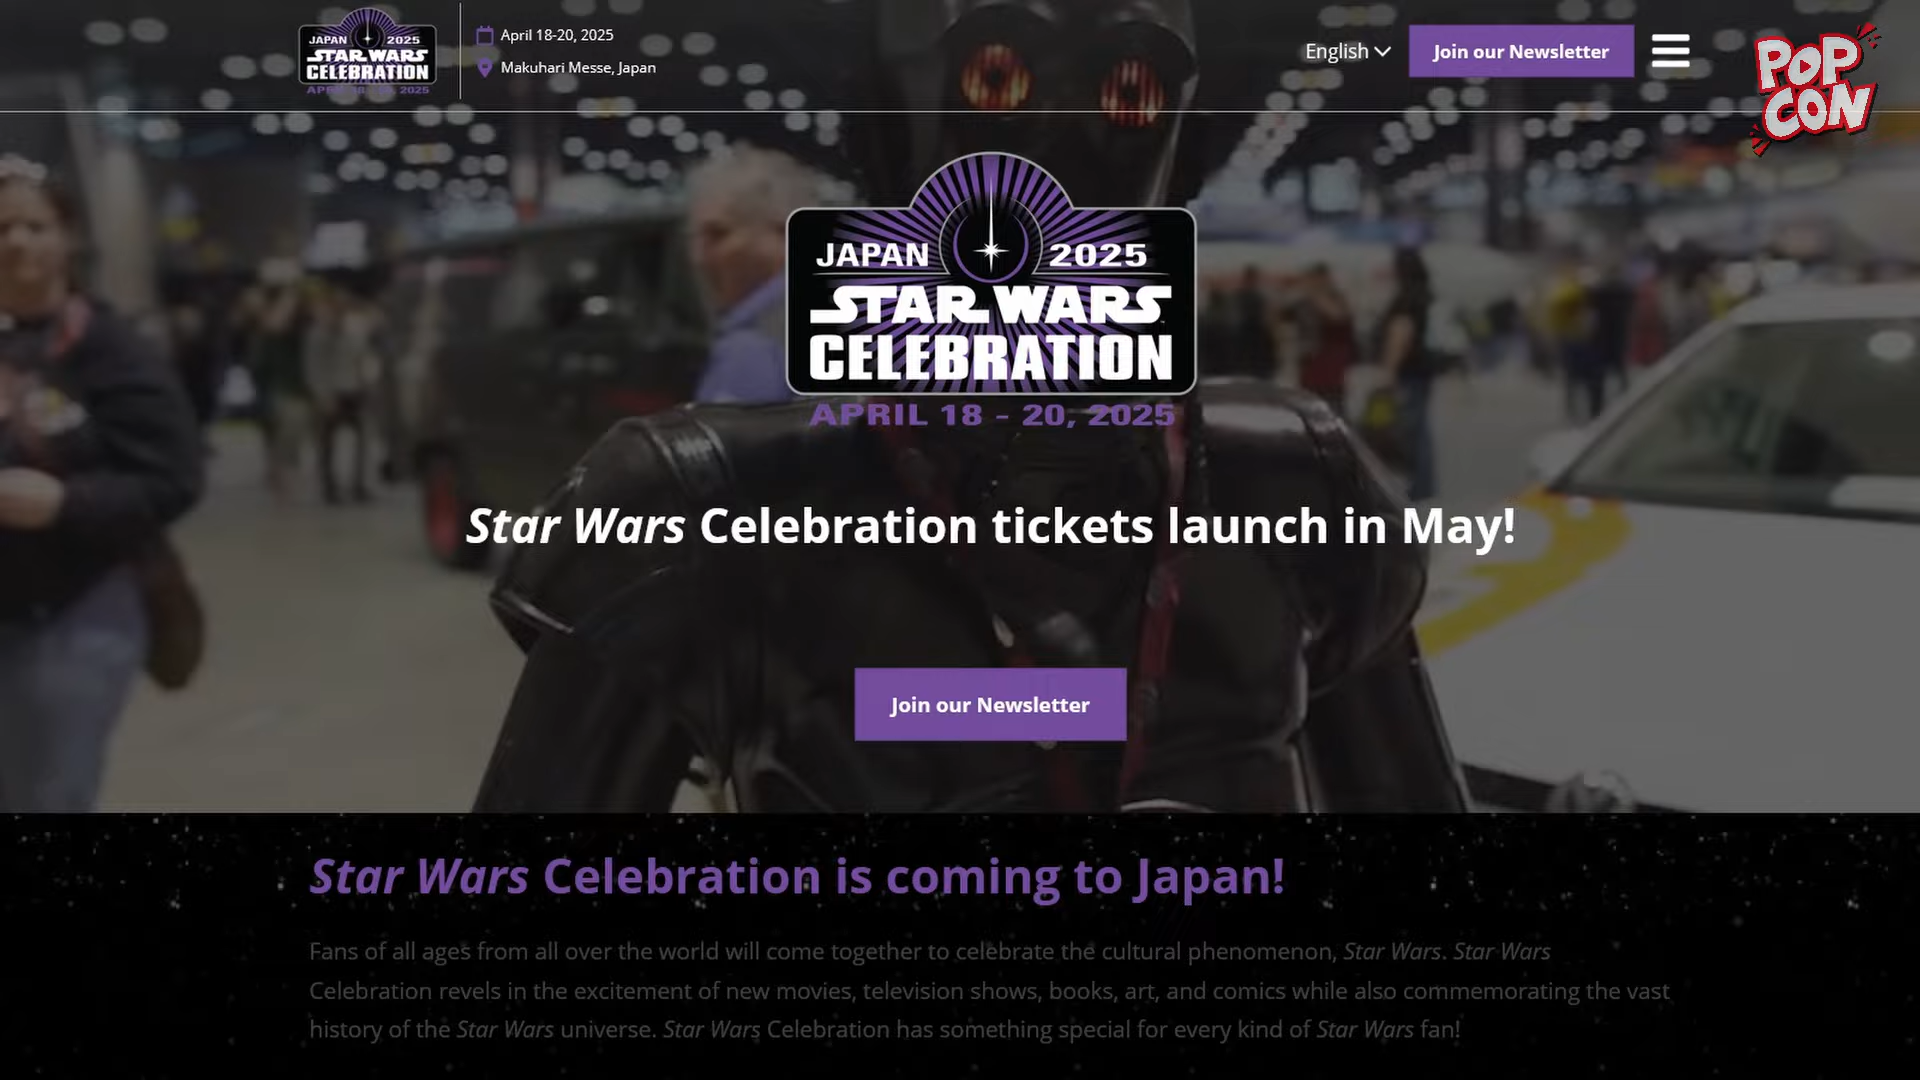 JAPAN 2025
STAR WARS
CELEBRATION
APRIL 18 - 20, 2025
April 18-20, 2025
Makuhari Messe, Japan
English
Join our Newsletter
POP
CON
JAPAN 2025
STAR WARS
CELEBRATION
APRIL 18 - 20, 2025
Star Wars Celebration tickets launch in May!
Join our Newsletter
Star Wars Celebration is coming to Japan!
Fans of all ages from all over the world will come together to celebrate the cultural phenomenon, Star Wars. Star Wars
Celebration revels in the excitement of new movies, television shows, books, art, and comics while also commemorating the vast
history of the Star Wars universe. Star Wars Celebration has something special for every kind of Star Wars fan!